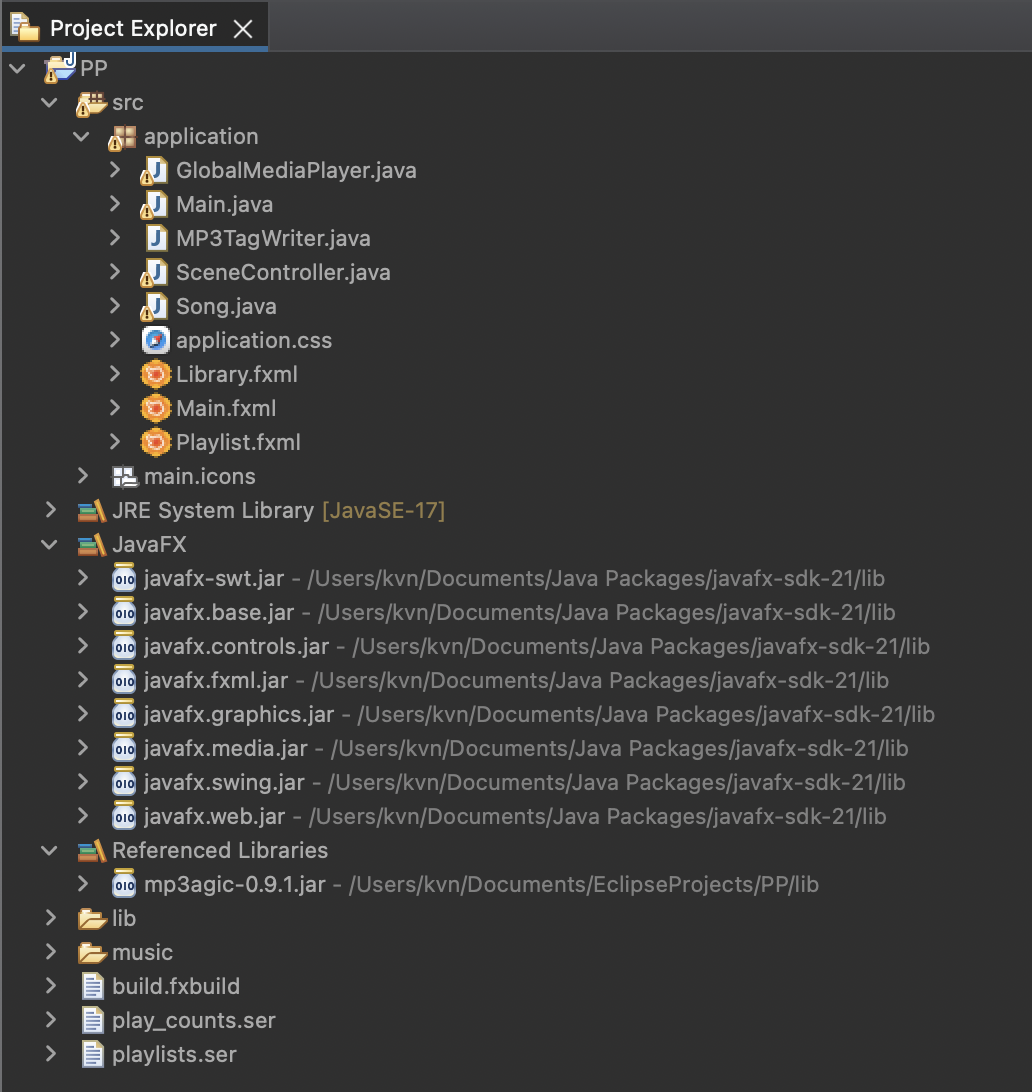 Project Explorer
PP
src
application
GlobalMediaPlayer.java
Main.java
MP3TagWriter.java
SceneController.java
Song.java
application.css
Library.fxml
Main.fxml
Playlist.fxml
main.icons
JRE System Library [JavaSE-17]
JavaFX
javafx-swt.jar - /Users/kvn/Documents/Java Packages/javafx-sdk-21/lib
javafx.base.jar - /Users/kvn/Documents/Java Packages/javafx-sdk-21/lib
javafx.controls.jar - /Users/kvn/Documents/Java Packages/javafx-sdk-21/lib
javafx.fxml.jar - /Users/kvn/Documents/Java Packages/javafx-sdk-21/lib
javafx.graphics.jar - /Users/kvn/Documents/Java Packages/javafx-sdk-21/lib
javafx.media.jar - /Users/kvn/Documents/Java Packages/javafx-sdk-21/lib
javafx.swing.jar - /Users/kvn/Documents/Java Packages/javafx-sdk-21/lib
javafx.web.jar - /Users/kvn/Documents/Java Packages/javafx-sdk-21/lib
Referenced Libraries
mp3agic-0.9.1.jar - /Users/kvn/Documents/EclipseProjects/PP/lib
lib
music
build.fxbuild
play_counts.ser
playlists.ser